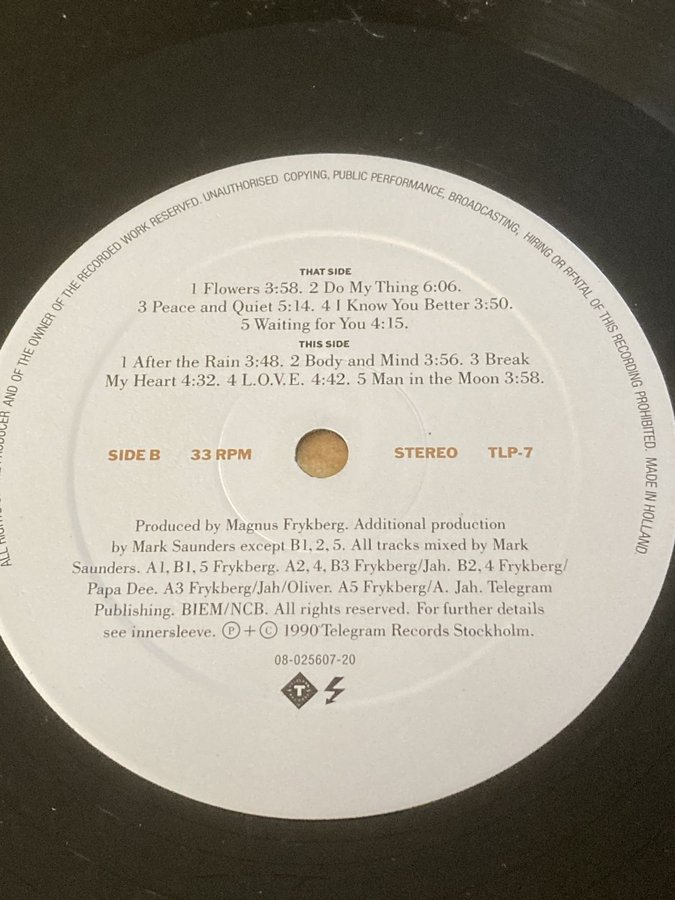 ALL RIGHTS OF THE PRODUCER AND OF THE OWNER OF THE RECORDED WORK RESERVED. UNAUTHORISED COPYING, PUBLIC PERFORMANCE, BROADCASTING, HIRING OR RENTAL OF THIS RECORDING PROHIBITED. MADE IN HOLLAND
THAT SIDE
1 Flowers 3:58. 2 Do My Thing 6:06.
3 Peace and Quiet 5:14. 4 I Know You Better 3:50.
5 Waiting for You 4:15.
THIS SIDE
1 After the Rain 3:48. 2 Body and Mind 3:56. 3 Break
My Heart 4:32. 4 L.O.V.E. 4:42. 5 Man in the Moon 3:58.
SIDE B 33 RPM STEREO TLP-7
Produced by Magnus Frykberg. Additional production
by Mark Saunders except B1, 2, 5. All tracks mixed by Mark
Saunders. A1, B1, 5 Frykberg. A2, 4, B3 Frykberg/Jah. B2, 4 Frykberg/
Papa Dee. A3 Frykberg/Jah/Oliver. A5 Frykberg/A. Jah. Telegram
Publishing. BIEM/NCB. All rights reserved. For further details
see innersleeve. Ⓟ+© 1990 Telegram Records Stockholm.
08-025607-20
T